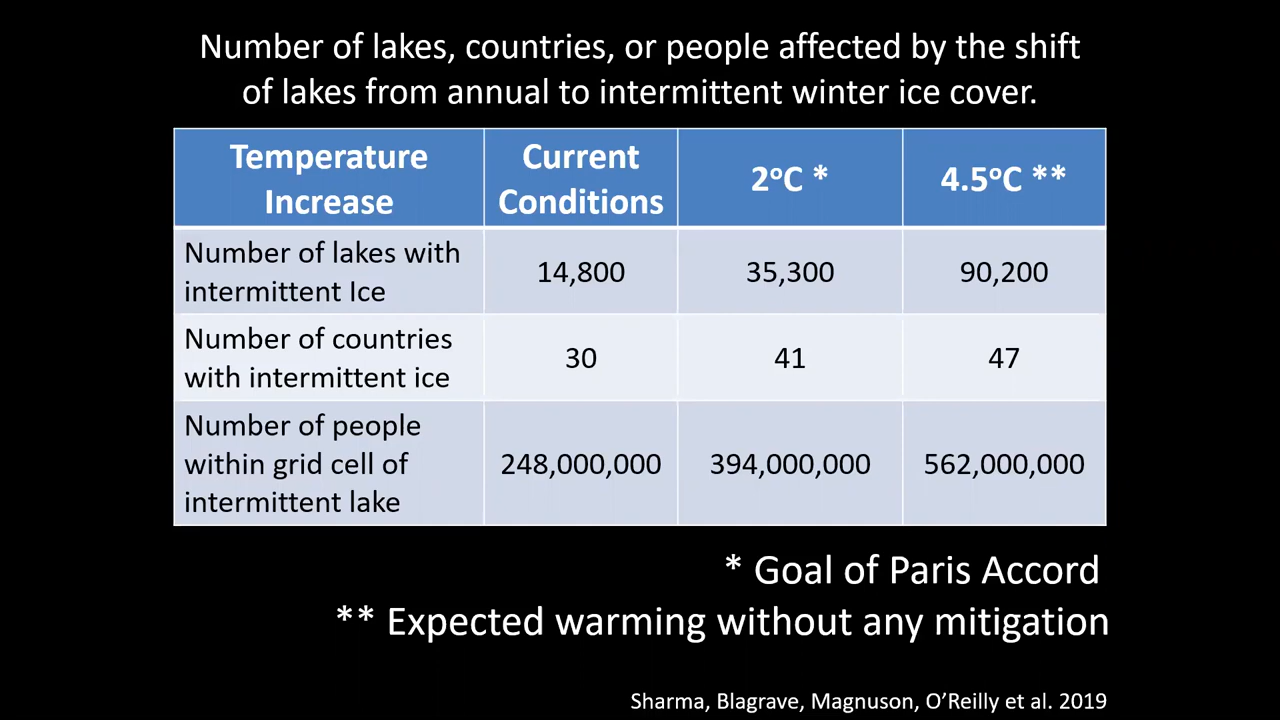 Number of lakes, countries, or people affected by the shift
of lakes from annual to intermittent winter ice cover.
Temperature
Increase
Current
Conditions
2°C *
4.5°C **
Number of lakes with
intermittent Ice
14,800
35,300
90,200
Number of countries
with intermittent ice
30
41
47
Number of people
within grid cell of
intermittent lake
248,000,000
394,000,000
562,000,000
* Goal of Paris Accord
** Expected warming without any mitigation
Sharma, Blagrave, Magnuson, O’Reilly et al. 2019